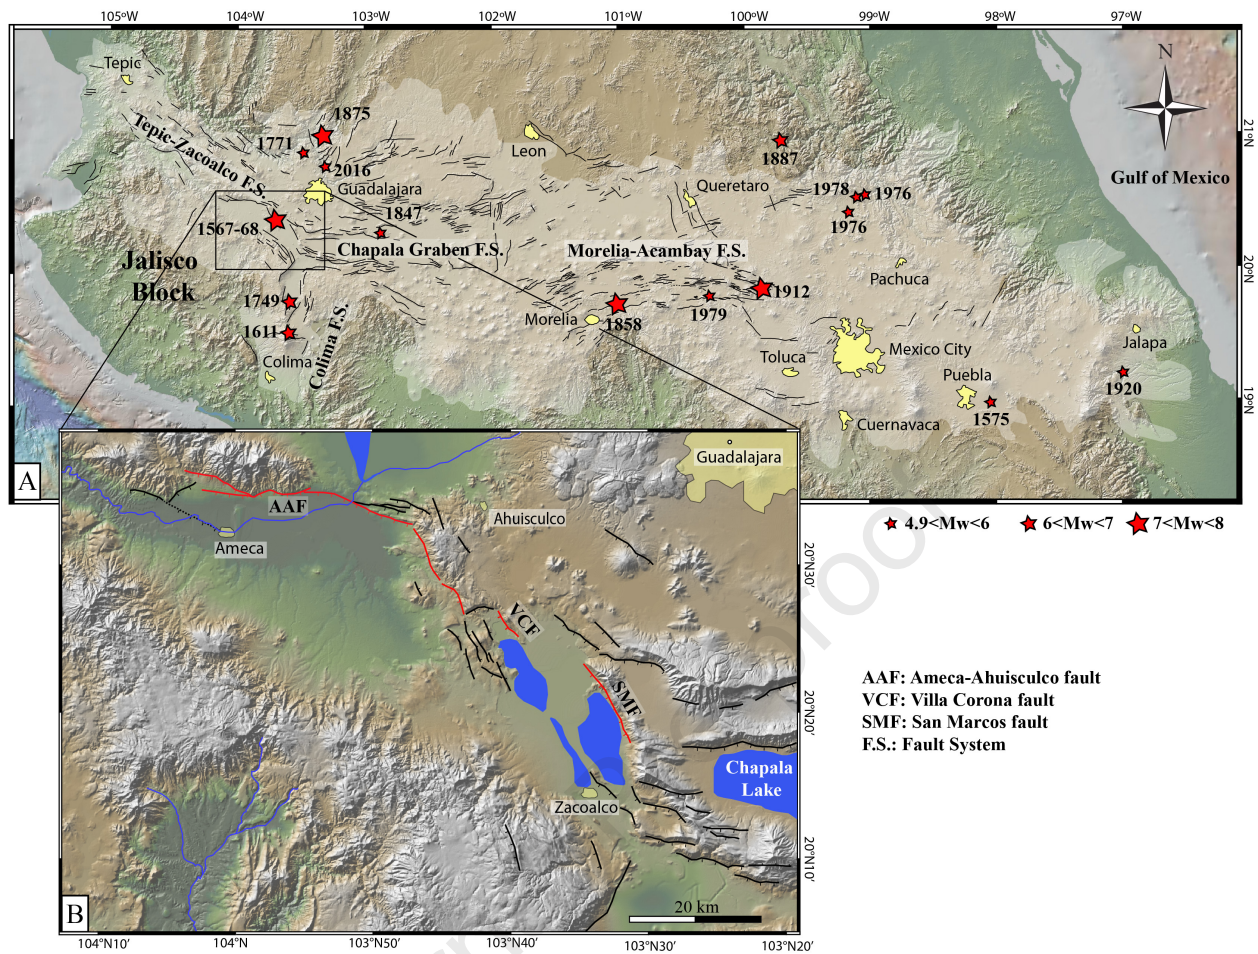 105°W 104°W 103°W 102°W 101°W 100°W 99°W 98°W 97°W
Tepic
N
1875
21°N
1771
Leon
Tepic-Zacoalco F.S.
1887
2016
Gulf of Mexico
Guadalajara
Queretaro
1978
1976
1847
1567-68
1976
Chapala Graben F.S.
Morelia-Acambay F.S.
Jalisco
Block
20°N
Pachuca
1912
1749
1979
Morelia
1858
1611
Colima F.S.
Mexico City
Jalapa
Colima
Toluca
Puebla
1920
19°N
1575
Cuernavaca
A
Guadalajara
AAF
Ahuisculco
4.9<Mw<6 6<Mw<7 7<Mw<8
Ameca
20°N30'
VCF
AAF: Ameca-Ahuisculco fault
SMF
VCF: Villa Corona fault
20°N20'
SMF: San Marcos fault
F.S.: Fault System
Chapala
Lake
Zacoalco
20°N10'
B
20 km
104°N10' 104°N' 103°N50' 103°N40' 103°N30' 103°N20'